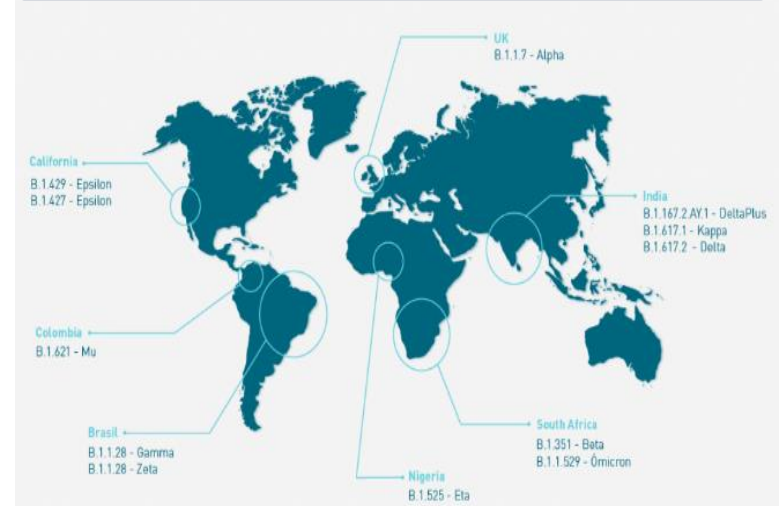 UK
B.1.1.7 - Alpha
California
B.1.429 - Epsilon
B.1.427 - Epsilon
India
B.1.167.2.AY.1 - DeltaPlus
B.1.617.1 - Kappa
B.1.617.2 - Delta
Colombia
B.1.621 - Mu
Brasil
B.1.1.28 - Gamma
B.1.1.28 - Zeta
South Africa
B.1.351 - Beta
B.1.1.529 - Ómicron
Nigeria
B.1.525 - Eta